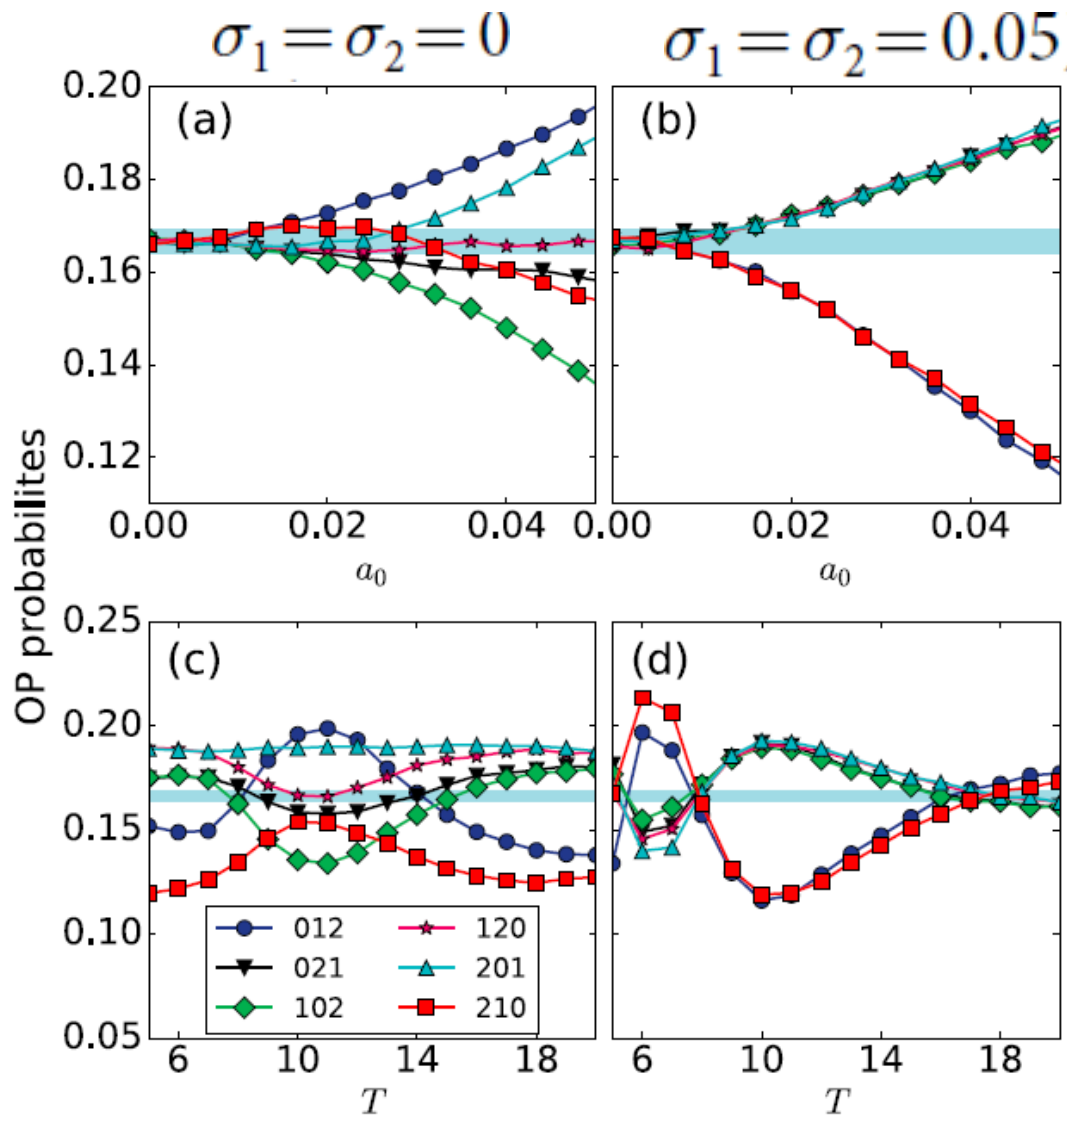 σ₁=σ₂=0 σ₁=σ₂=0.05,
(a) (b)
0.20
0.18
0.16
0.14
0.12
0.00 0.02 0.04 0.00 0.02 0.04
a₀ a₀
OP probabilites
(c) (d)
0.25
0.20
0.15
0.10
0.05
012 120
021 201
102 210
6 10 14 18 6 10 14 18
T T